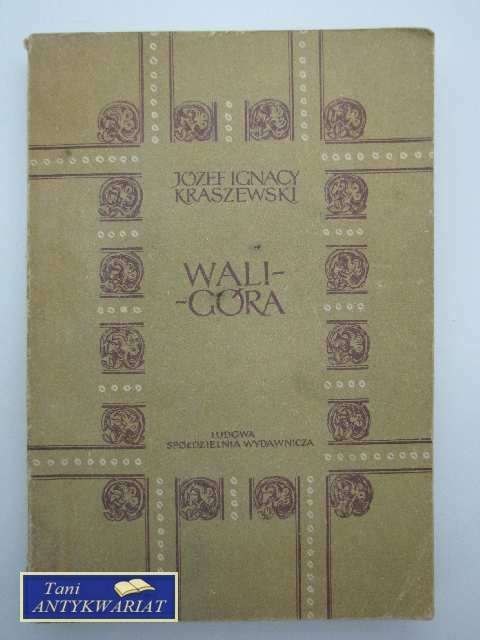 JÓZEF IGNACY
KRASZEWSKI
WALI-
-GÓRA
LUDOWA
SPÓŁDZIELNIA WYDAWNICZA
Tani
ANTYKWARIAT